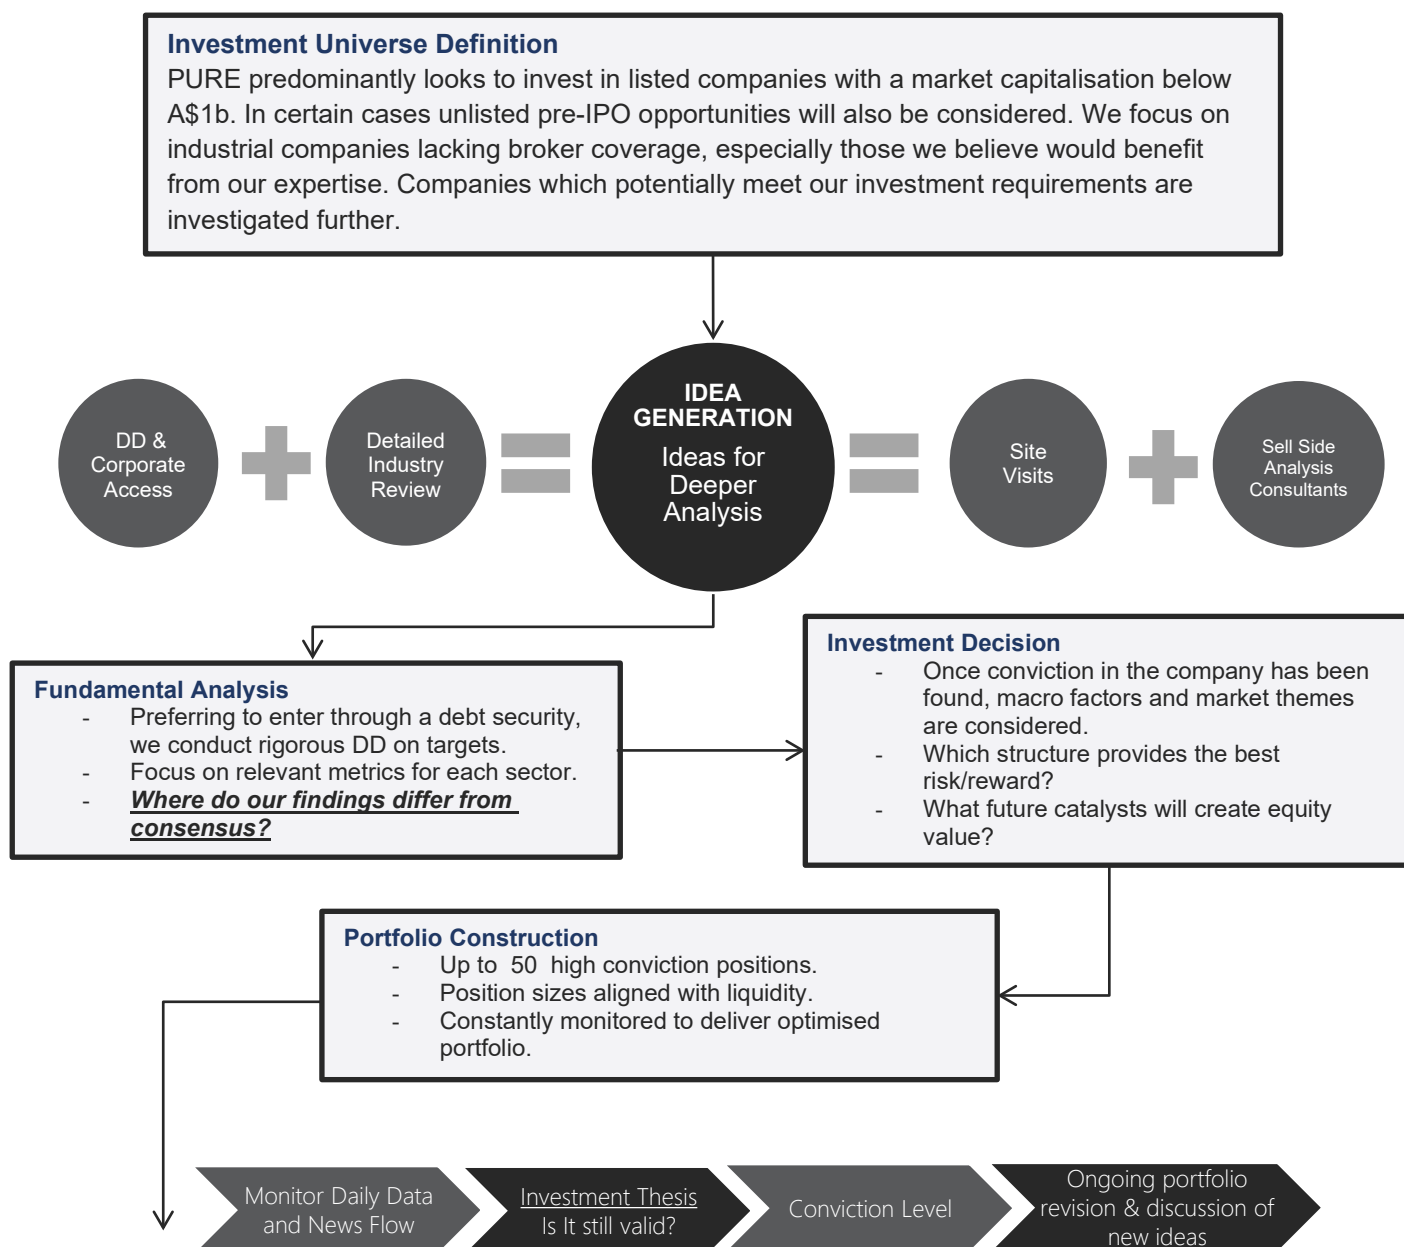 Investment Universe Definition
PURE predominantly looks to invest in listed companies with a market capitalisation below
A$1b. In certain cases unlisted pre-IPO opportunities will also be considered. We focus on
industrial companies lacking broker coverage, especially those we believe would benefit
from our expertise. Companies which potentially meet our investment requirements are
investigated further.
DD &
Corporate
Access
Detailed
Industry
Review
IDEA
GENERATION
Ideas for
Deeper
Analysis
Site
Visits
Sell Side
Analysis
Consultants
Fundamental Analysis
- Preferring to enter through a debt security,
we conduct rigorous DD on targets.
- Focus on relevant metrics for each sector.
- Where do our findings differ from
consensus?
Investment Decision
- Once conviction in the company has been
found, macro factors and market themes
are considered.
- Which structure provides the best
risk/reward?
- What future catalysts will create equity
value?
Portfolio Construction
- Up to 50 high conviction positions.
- Position sizes aligned with liquidity.
- Constantly monitored to deliver optimised
portfolio.
Monitor Daily Data
and News Flow
Investment Thesis
Is It still valid?
Conviction Level
Ongoing portfolio
revision & discussion of
new ideas